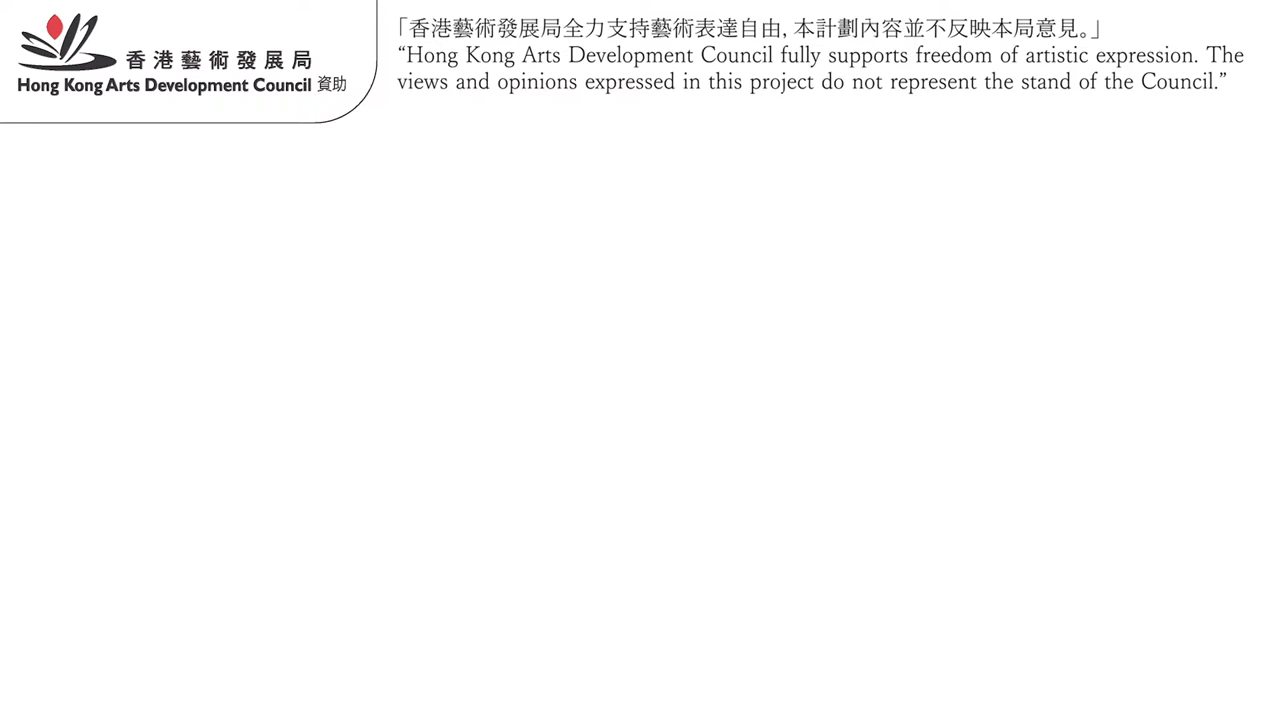 香港藝術發展局
Hong Kong Arts Development Council 資助
「香港藝術發展局全力支持藝術表達自由, 本計劃內容並不反映本局意見。」
“Hong Kong Arts Development Council fully supports freedom of artistic expression. The
views and opinions expressed in this project do not represent the stand of the Council.”